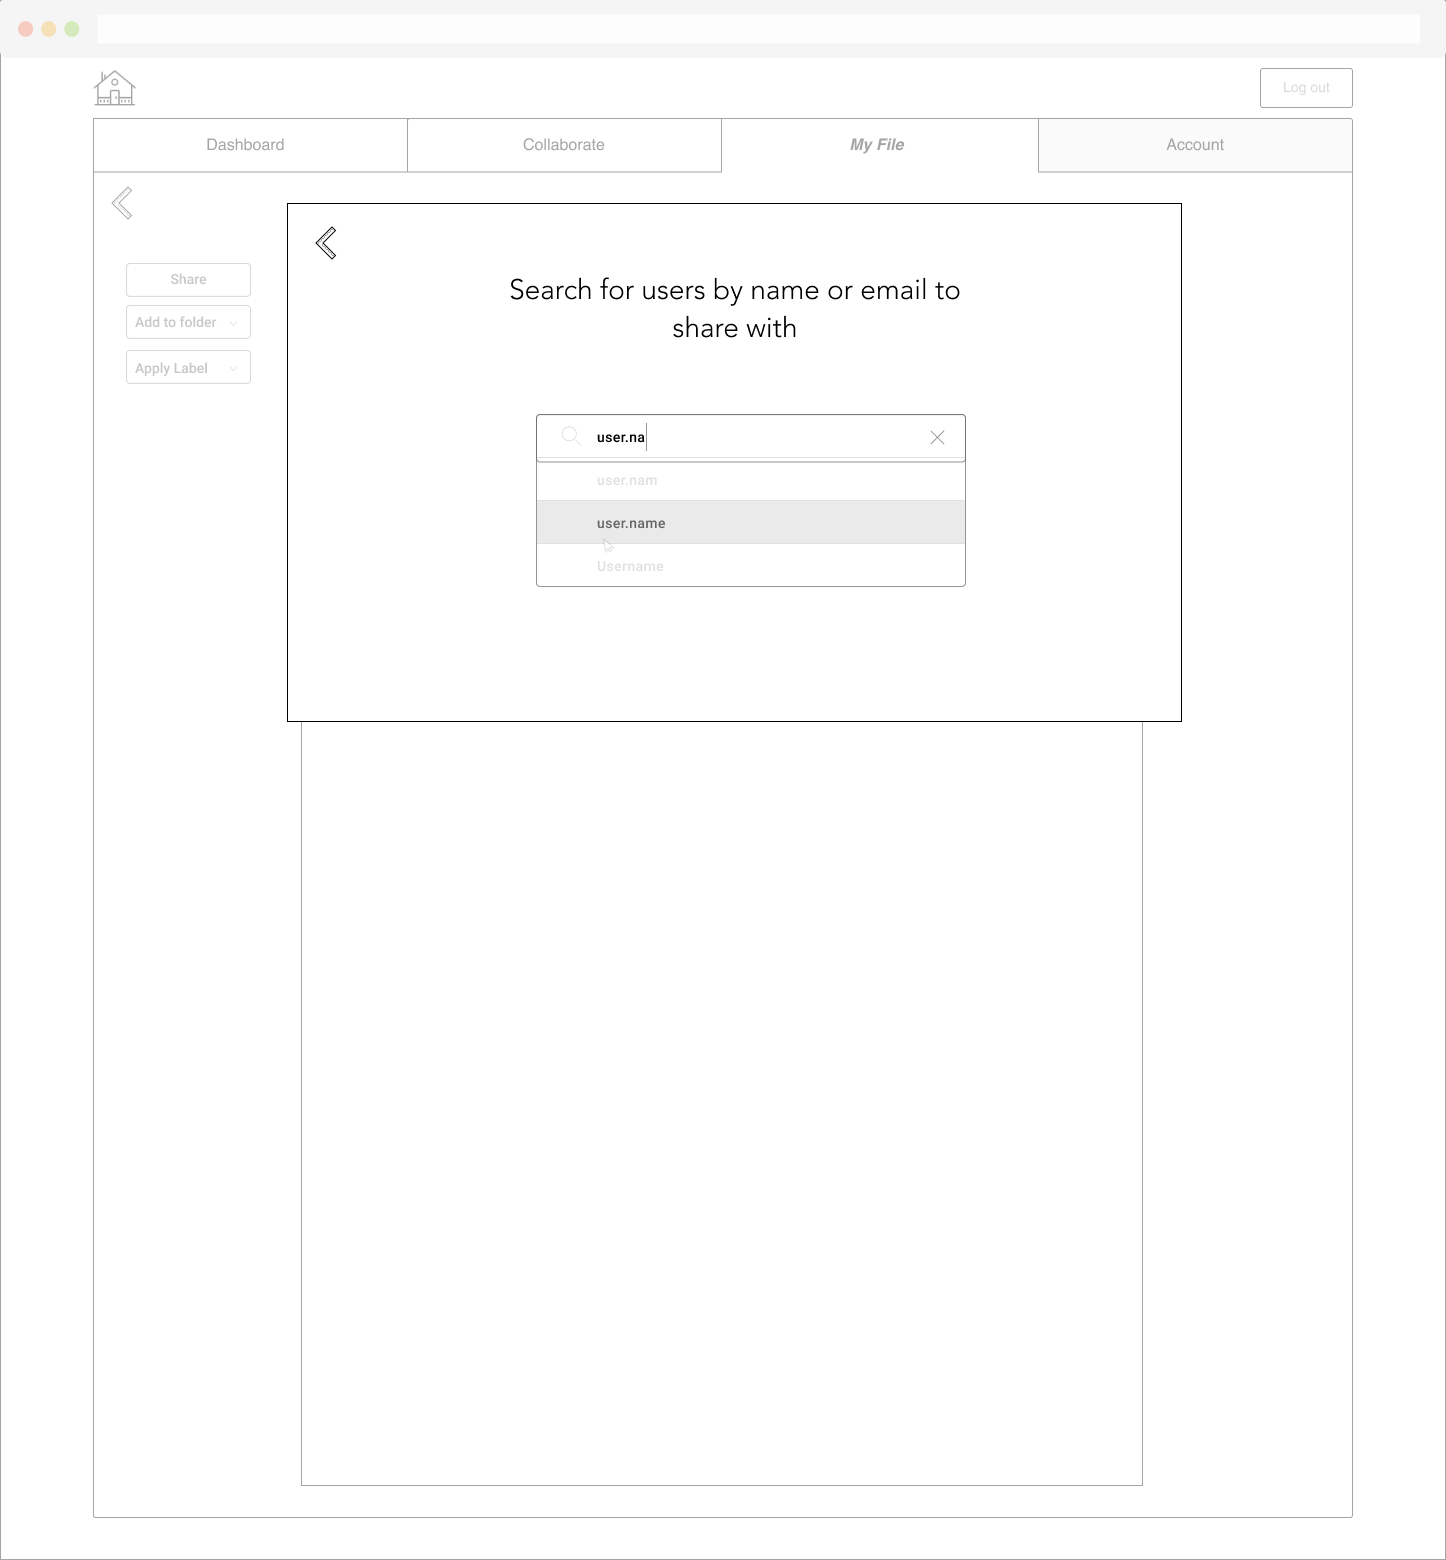 Log out
Dashboard
Collaborate
My File
Account
Share
Add to folder
Apply Label
Search for users by name or email to
share with
user.na
user.nam
user.name
Username